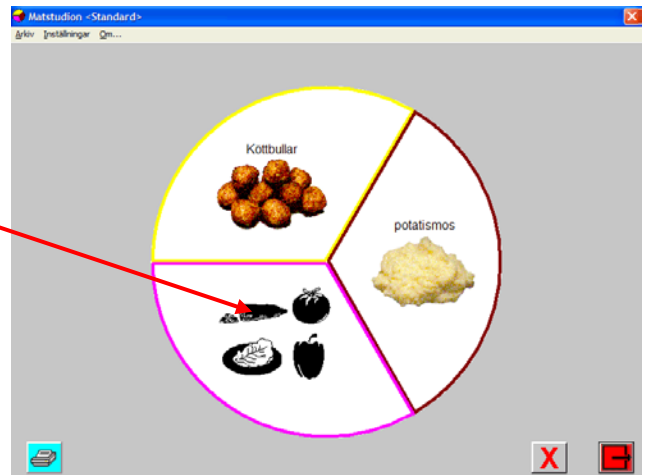 Matstudion <Standard>
Arkiv Inställningar Om...
Köttbullar
potatismos
X